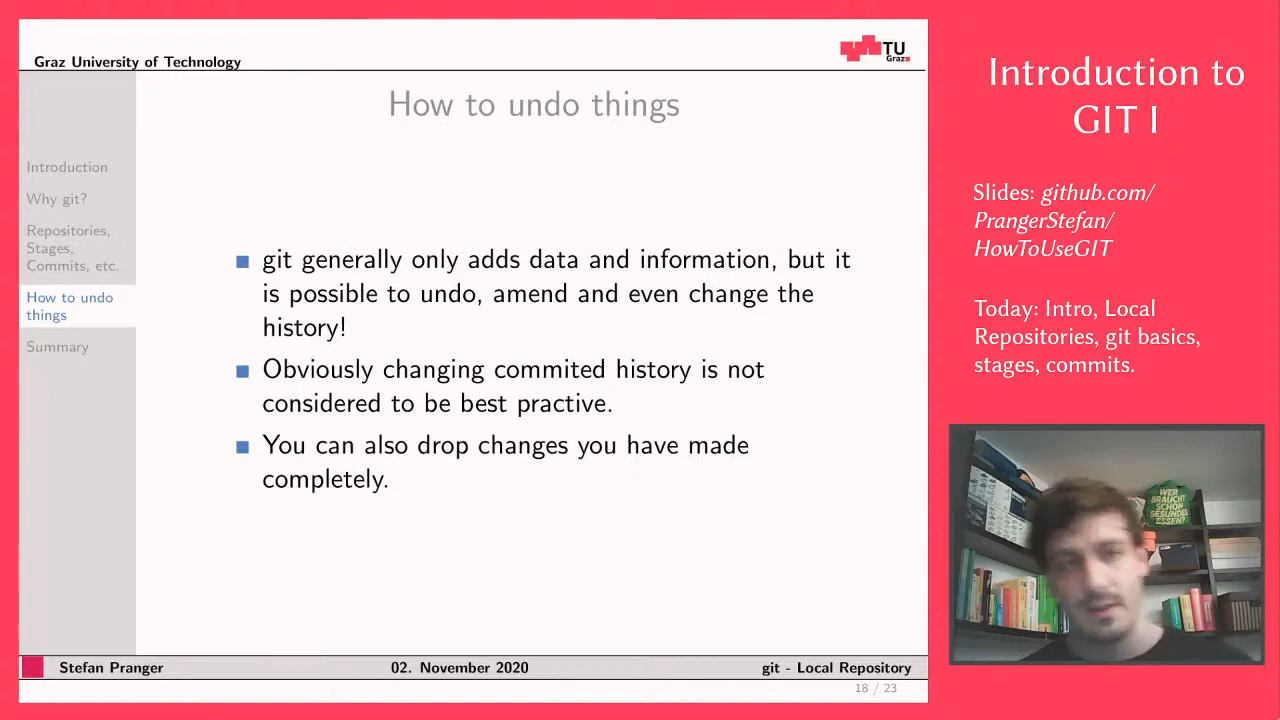 Graz University of Technology
TU
Graz
How to undo things
Introduction
Why git?
Repositories,
Stages,
Commits, etc.
How to undo
things
Summary
git generally only adds data and information, but it
is possible to undo, amend and even change the
history!
Obviously changing commited history is not
considered to be best practive.
You can also drop changes you have made
completely.
Stefan Pranger
02. November 2020
git - Local Repository
18 / 23
Introduction to
GIT I
Slides: github.com/
PrangerStefan/
HowToUseGIT
Today: Intro, Local
Repositories, git basics,
stages, commits.
WER
BRAUCHT
SCHON
GESUNDES
ESSEN?